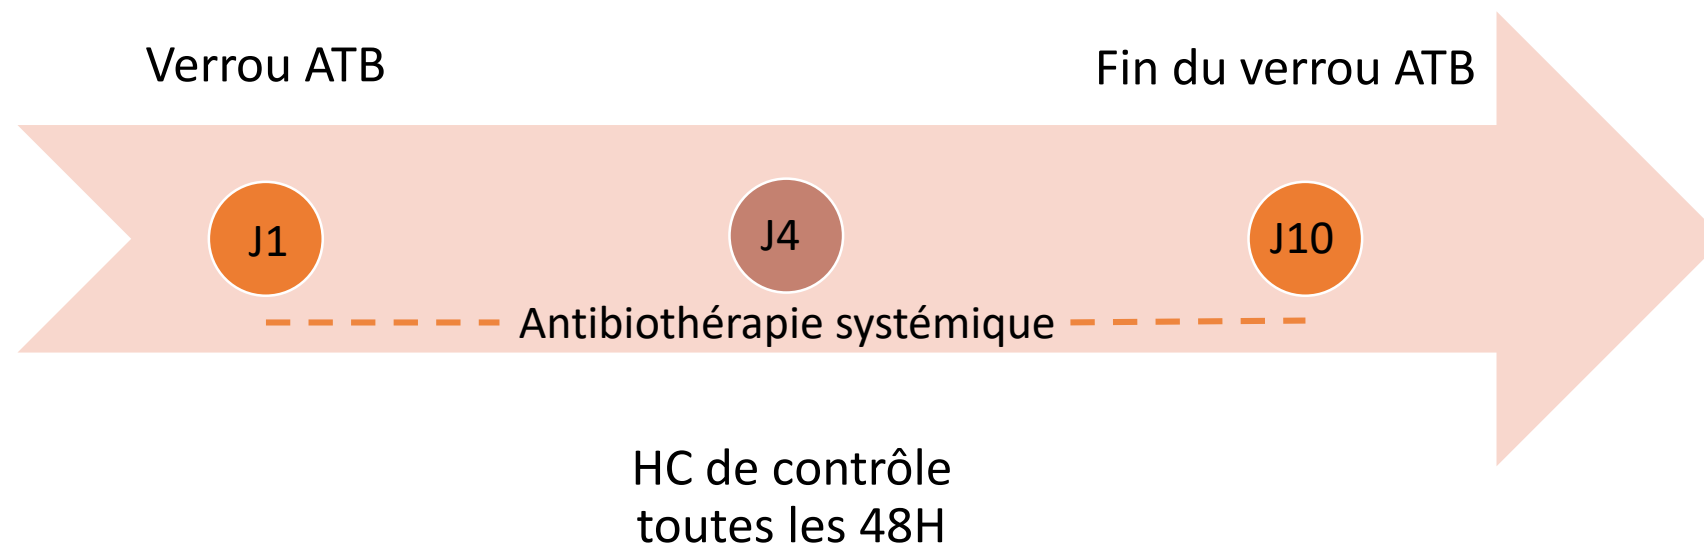 Verrou ATB
Fin du verrou ATB
J1
J4
J10
Antibiothérapie systémique
HC de contrôle
toutes les 48H